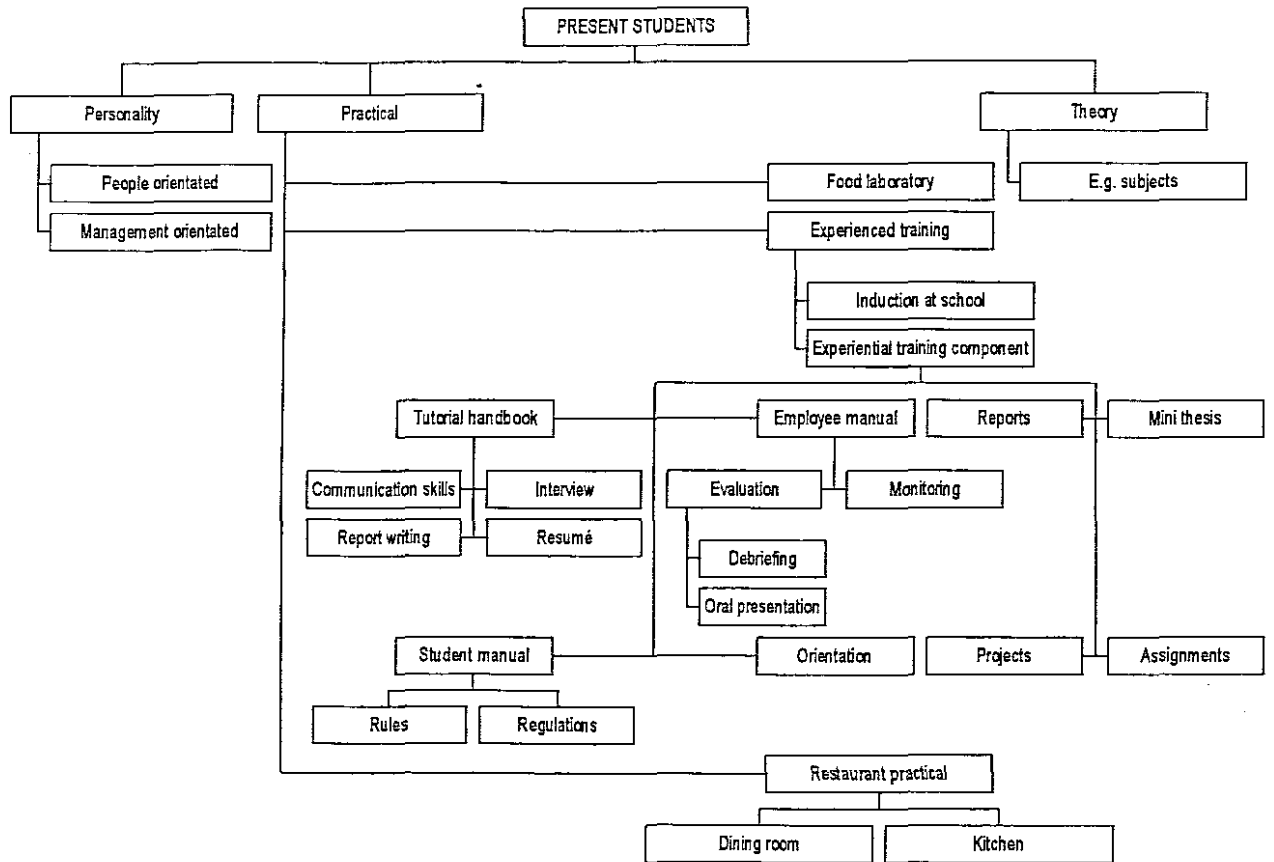 PRESENT STUDENTS
Personality
Practical
Theory
People orientated
Food laboratory
E.g. subjects
Management orientated
Experienced training
Induction at school
Experiential training component
Tutorial handbook
Employee manual
Reports
Mini thesis
Communication skills
Interview
Evaluation
Monitoring
Report writing
Resumé
Debriefing
Oral presentation
Student manual
Orientation
Projects
Assignments
Rules
Regulations
Restaurant practical
Dining room
Kitchen